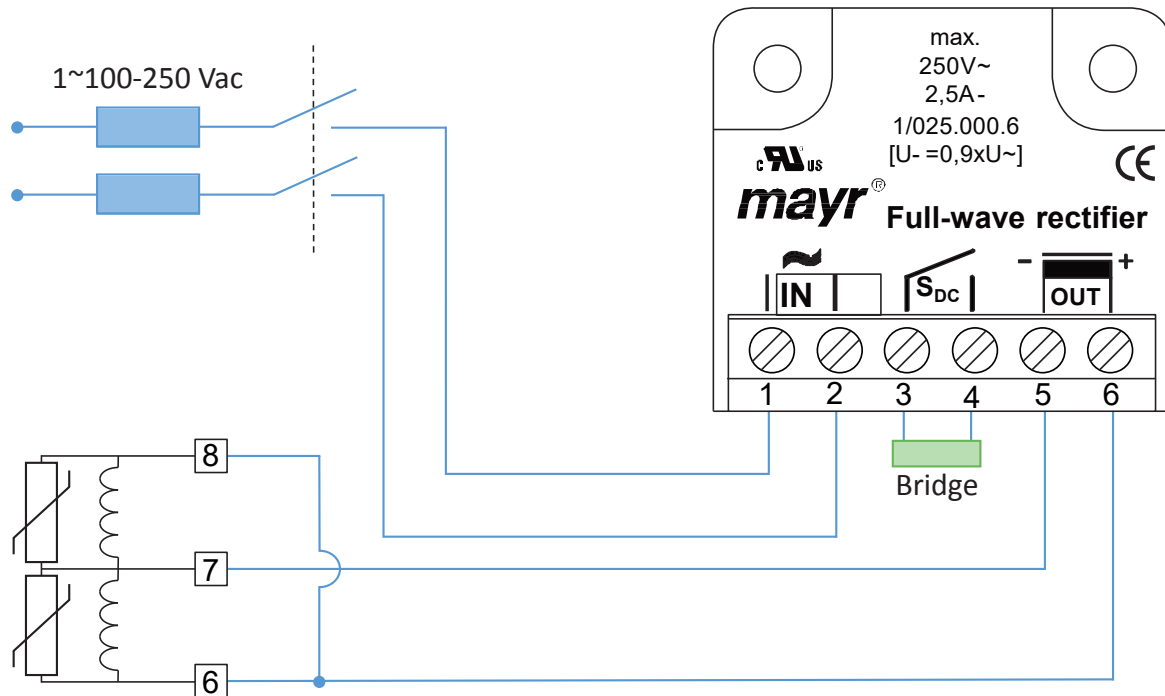 1~100-250 Vac
max.
250V~
2,5A-
1/025.000.6
[U- =0,9xU~]
c RU US CE
mayr®
Full-wave rectifier
~ - +
IN SDC OUT
1 2 3 4 5 6
Bridge
8
7
6